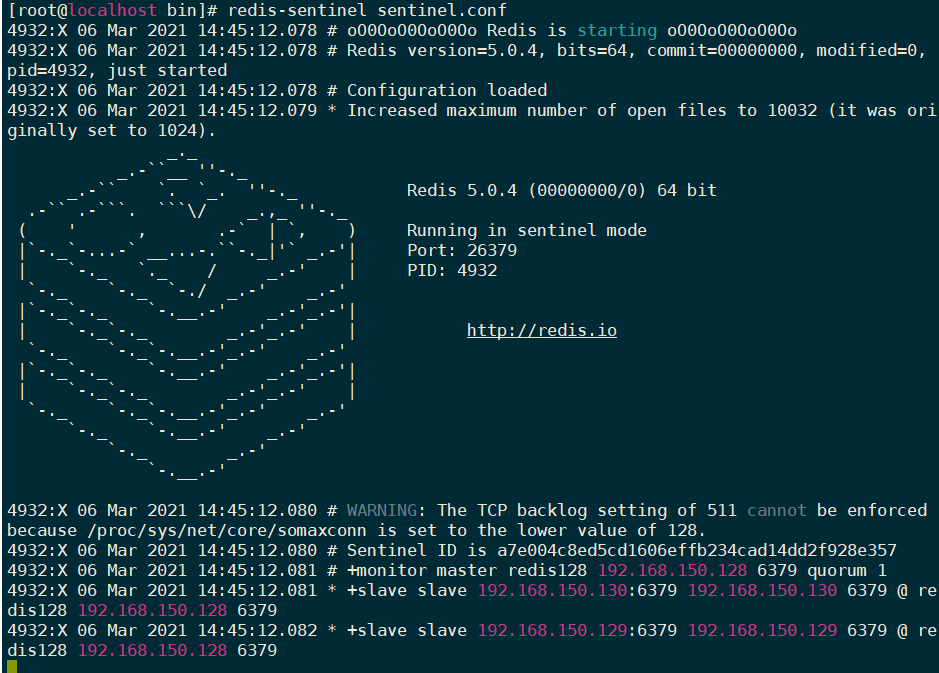 [root@localhost bin]# redis-sentinel sentinel.conf
4932:X 06 Mar 2021 14:45:12.078 # oO0OoO0OoO0Oo Redis is starting oO0OoO0OoO0Oo
4932:X 06 Mar 2021 14:45:12.078 # Redis version=5.0.4, bits=64, commit=00000000, modified=0,
pid=4932, just started
4932:X 06 Mar 2021 14:45:12.078 # Configuration loaded
4932:X 06 Mar 2021 14:45:12.079 * Increased maximum number of open files to 10032 (it was ori
ginally set to 1024).
Redis 5.0.4 (00000000/0) 64 bit
Running in sentinel mode
Port: 26379
PID: 4932
http://redis.io
4932:X 06 Mar 2021 14:45:12.080 # WARNING: The TCP backlog setting of 511 cannot be enforced
because /proc/sys/net/core/somaxconn is set to the lower value of 128.
4932:X 06 Mar 2021 14:45:12.080 # Sentinel ID is a7e004c8ed5cd1606effb234cad14dd2f928e357
4932:X 06 Mar 2021 14:45:12.081 # +monitor master redis128 192.168.150.128 6379 quorum 1
4932:X 06 Mar 2021 14:45:12.081 * +slave slave 192.168.150.130:6379 192.168.150.130 6379 @ re
dis128 192.168.150.128 6379
4932:X 06 Mar 2021 14:45:12.082 * +slave slave 192.168.150.129:6379 192.168.150.129 6379 @ re
dis128 192.168.150.128 6379